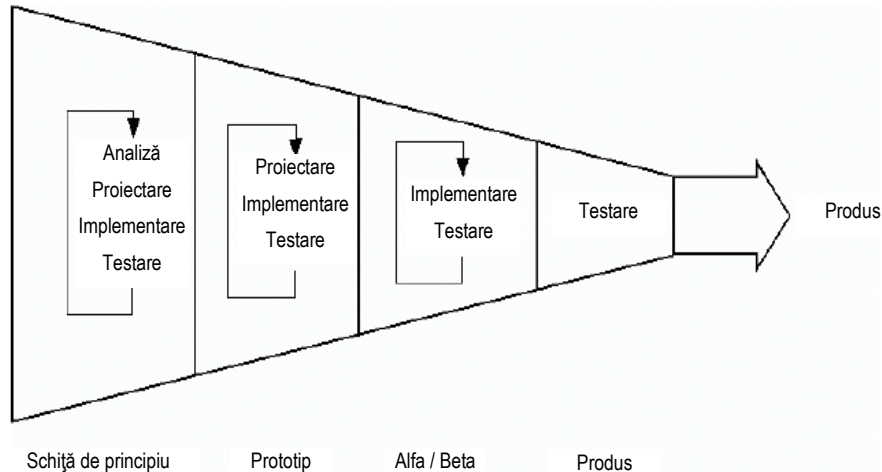 Analiză
Proiectare
Implementare
Testare
Proiectare
Implementare
Testare
Implementare
Testare
Testare
Produs
Schiţă de principiu
Prototip
Alfa / Beta
Produs